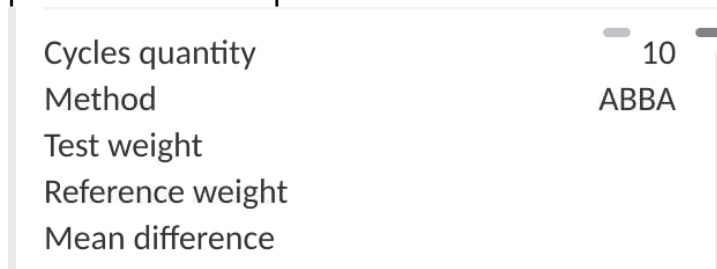 Cycles quantity 10
Method ABBA
Test weight
Reference weight
Mean difference